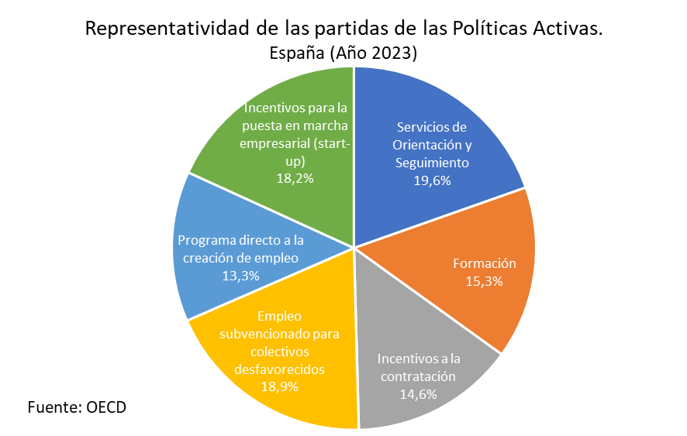 Representatividad de las partidas de las Políticas Activas.
España (Año 2023)
Incentivos para la
puesta en marcha
empresarial (start-
up)
18,2%
Servicios de
Orientación y
Seguimiento
19,6%
Programa directo a la
creación de empleo
13,3%
Formación
15,3%
Empleo
subvencionado para
colectivos
desfavorecidos
18,9%
Incentivos a la
contratación
14,6%
Fuente: OECD